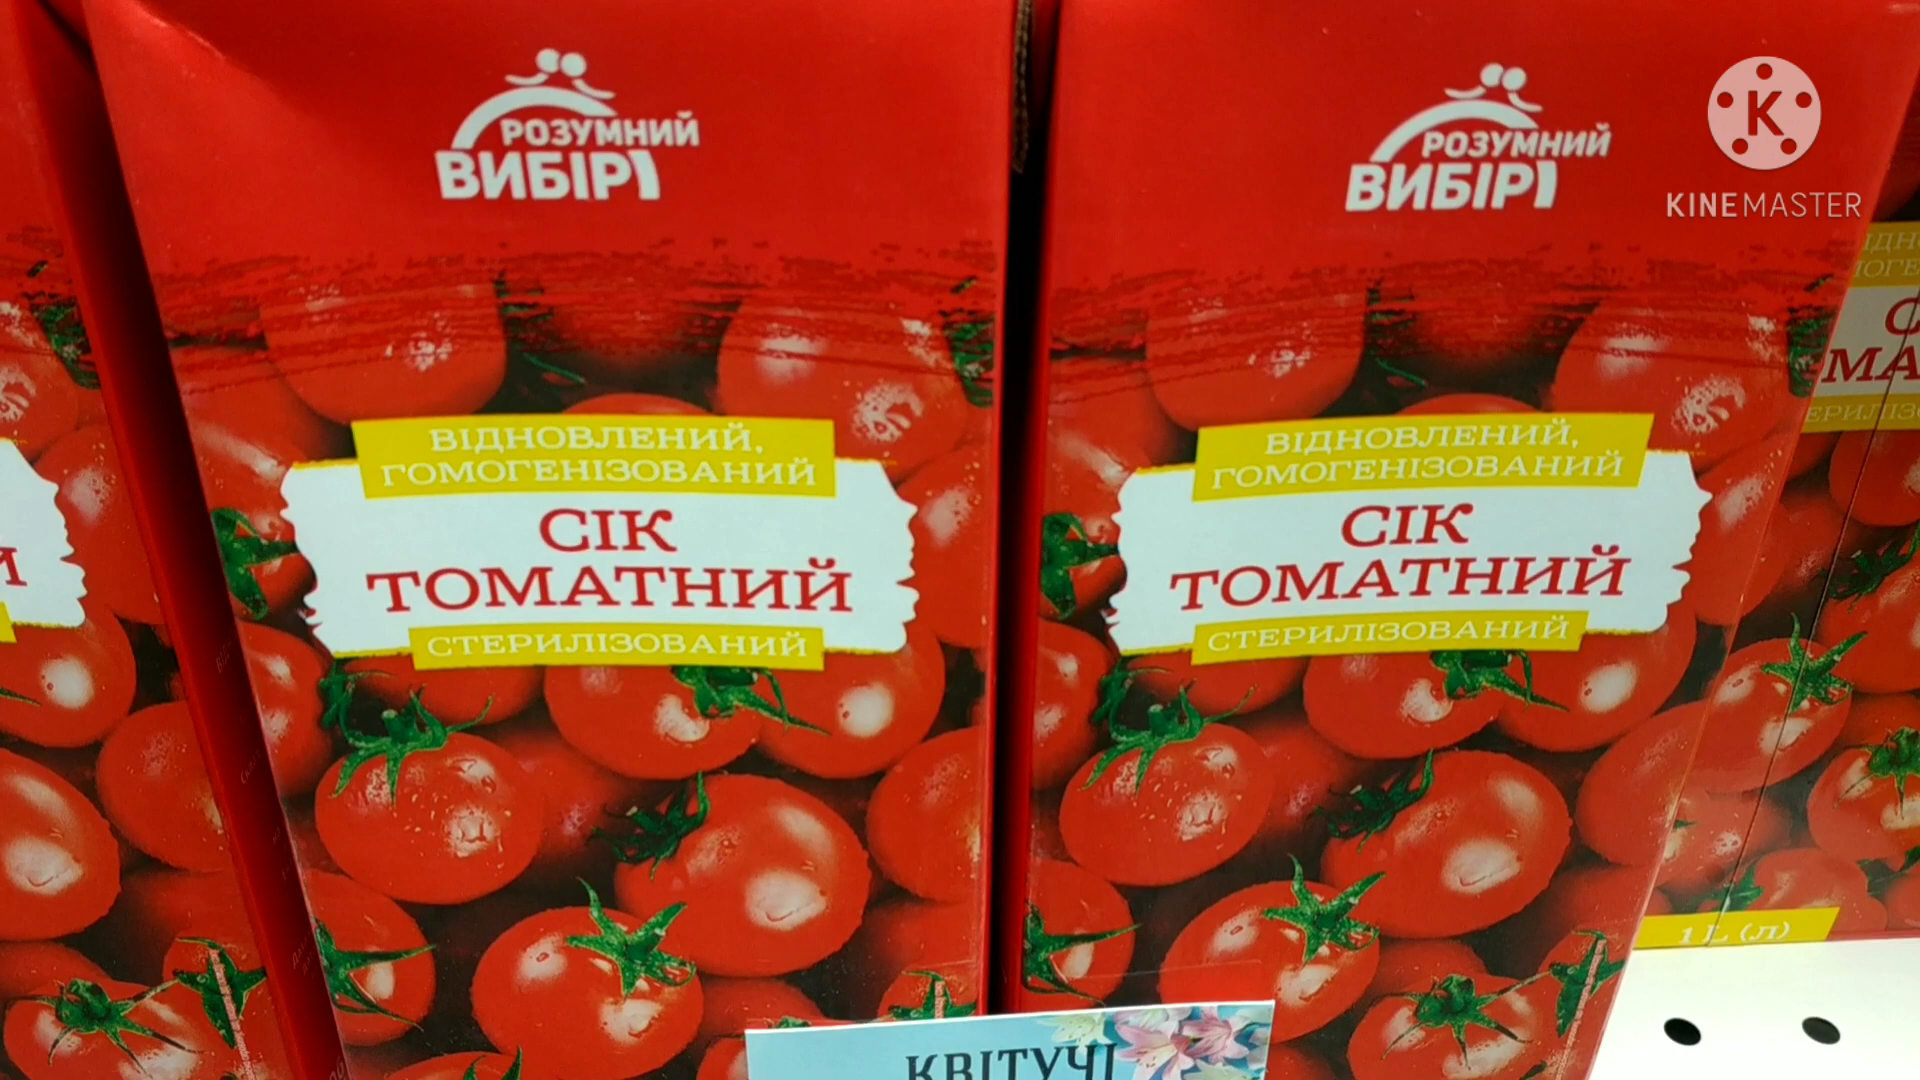 РОЗУМНИЙ
ВИБІР
ВІДНОВЛЕНИЙ,
ГОМОГЕНІЗОВАНИЙ
СІК
ТОМАТНИЙ
СТЕРИЛІЗОВАНИЙ
РОЗУМНИЙ
ВИБІР
ВІДНОВЛЕНИЙ,
ГОМОГЕНІЗОВАНИЙ
СІК
ТОМАТНИЙ
СТЕРИЛІЗОВАНИЙ
K
KINEMASTER
1 L (л)
КВІТУЧІ